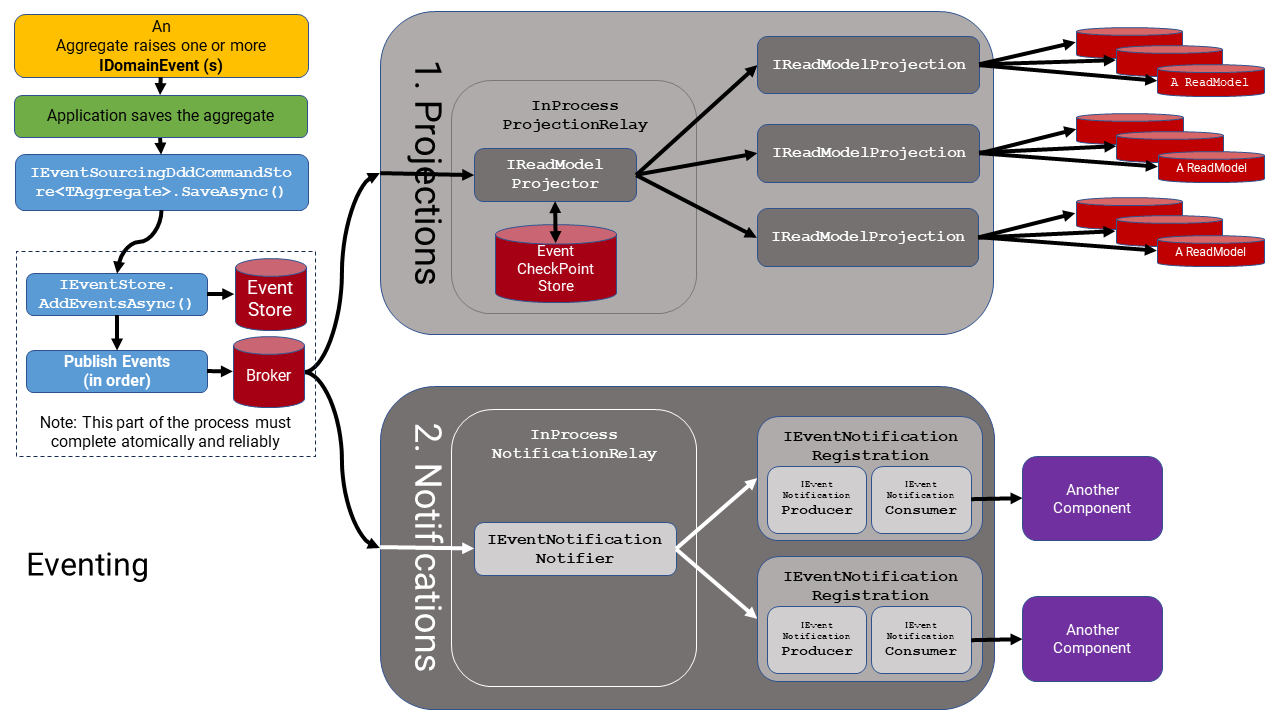 An
Aggregate raises one or more
IDomainEvent (s)
Application saves the aggregate
IEventSourcingDddCommandSto
re<TAggregate>.SaveAsync()
IEventStore.
AddEventsAsync()
Event
Store
Publish Events
(in order)
Broker
Note: This part of the process must
complete atomically and reliably
Eventing
1. Projections
InProcess
ProjectionRelay
IReadModel
Projector
Event
CheckPoint
Store
IReadModelProjection
A ReadModel
IReadModelProjection
A ReadModel
IReadModelProjection
A ReadModel
2. Notifications
InProcess
NotificationRelay
IEventNotification
Notifier
IEventNotification
Registration
IEvent
Notification
Producer
IEvent
Notification
Consumer
Another
Component
IEventNotification
Registration
IEvent
Notification
Producer
IEvent
Notification
Consumer
Another
Component